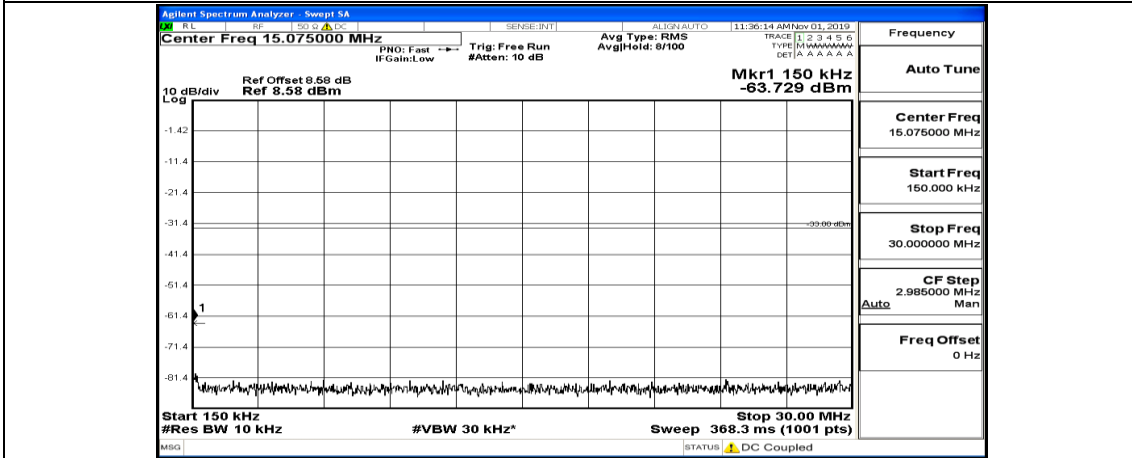 Agilent Spectrum Analyzer - Swept SA
RL RF 50 Ω DC SENSE:INT ALIGN AUTO 11:36:14 AM Nov 01, 2019
Center Freq 15.075000 MHz
PNO: Fast
IFGain:Low
Trig: Free Run
#Atten: 10 dB
Avg Type: RMS
Avg|Hold: 8/100
TRACE 1 2 3 4 5 6
TYPE M WWWWW
DET A A A A A A
Mkr1 150 kHz
-63.729 dBm
Ref Offset 8.58 dB
10 dB/div Ref 8.58 dBm
Log
-1.42
-11.4
-21.4
-31.4
-33.00 dBm
-41.4
-51.4
-61.4
1
-71.4
-81.4
Start 150 kHz Stop 30.00 MHz
#Res BW 10 kHz #VBW 30 kHz* Sweep 368.3 ms (1001 pts)
MSG STATUS DC Coupled
Frequency
Auto Tune
Center Freq
15.075000 MHz
Start Freq
150.000 kHz
Stop Freq
30.000000 MHz
CF Step
2.985000 MHz
Auto Man
Freq Offset
0 Hz